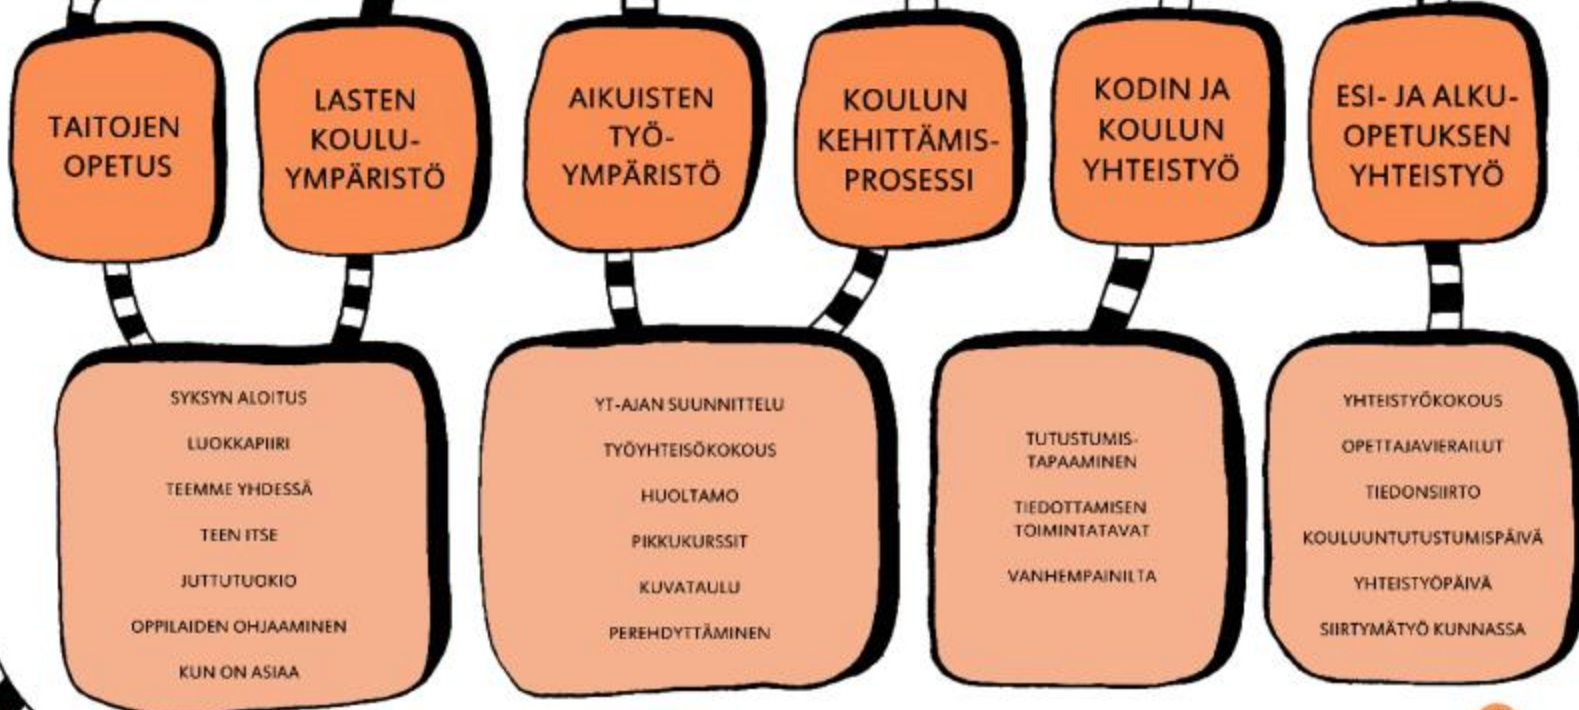 TAITOJEN
OPETUS
LASTEN
KOULU-
YMPÄRISTÖ
AIKUISTEN
TYÖ-
YMPÄRISTÖ
KOULUN
KEHITTÄMIS-
PROSESSI
KODIN JA
KOULUN
YHTEISTYÖ
ESI- JA ALKU-
OPETUKSEN
YHTEISTYÖ
SYKSYN ALOITUS
LUOKKAPIIRI
TEEMME YHDESSÄ
TEEN ITSE
JUTTUTUOKIO
OPPILAIDEN OHJAAMINEN
KUN ON ASIAA
YT-AJAN SUUNNITTELU
TYÖYHTEISÖKOKOUS
HUOLTAMO
PIKKUKURSSIT
KUVATAULU
PEREHDYTTÄMINEN
TUTUSTUMIS-
TAPAAMINEN
TIEDOTTAMISEN
TOIMINTATAVAT
VANHEMPAINILTA
YHTEISTYÖKOKOUS
OPETTAJAVIERAILUT
TIEDONSIIRTO
KOULUUNTUTUSTUMISPÄIVÄ
YHTEISTYÖPÄIVÄ
SIIRTYMÄTYÖ KUNNASSA